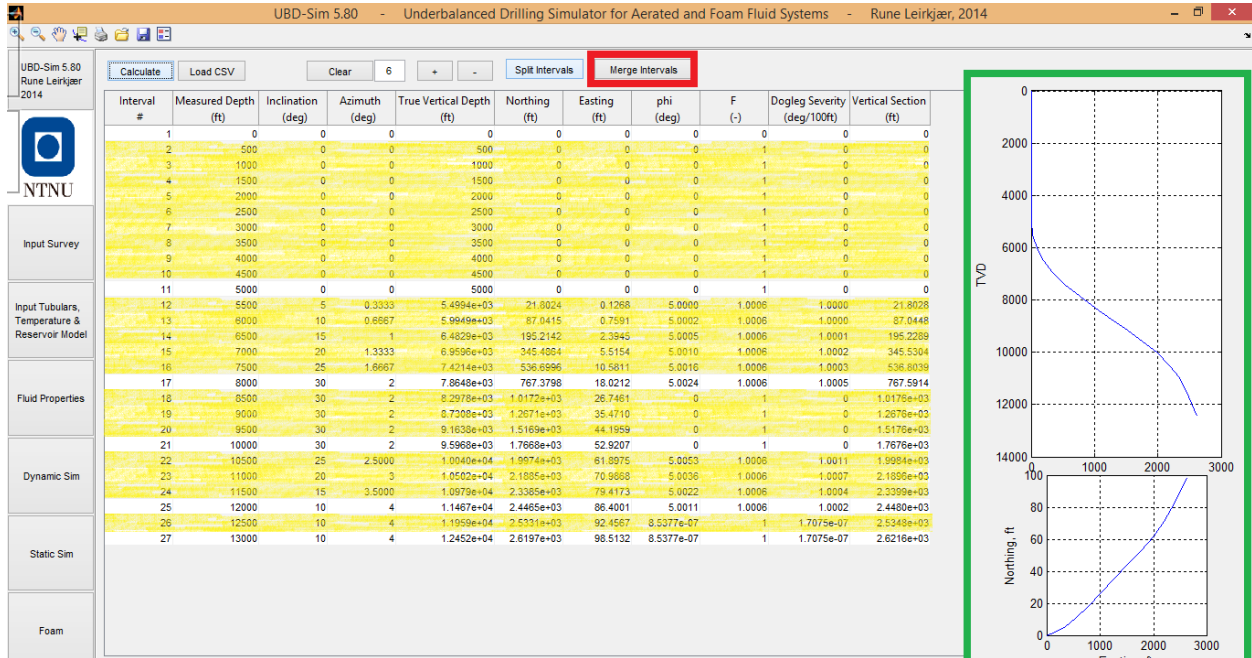 UBD-Sim 5.80 - Underbalanced Drilling Simulator for Aerated and Foam Fluid Systems - Rune Leirkjær, 2014
UBD-Sim 5.80
Rune Leirkjær
2014
NTNU
Input Survey
Input Tubulars,
Temperature &
Reservoir Model
Fluid Properties
Dynamic Sim
Static Sim
Foam
Calculate Load CSV Clear 6 + - Split Intervals Merge Intervals
Interval Measured Depth Inclination Azimuth True Vertical Depth Northing Easting phi F Dogleg Severity Vertical Section
# (ft) (deg) (deg) (ft) (ft) (ft) (deg) (-) (deg/100ft) (ft)
1 0 0 0 0 0 0 0 0 0 0
2 500 0 0 500 0 0 0 1 0 0
3 1000 0 0 1000 0 0 0 1 0 0
4 1500 0 0 1500 0 0 0 1 0 0
5 2000 0 0 2000 0 0 0 1 0 0
6 2500 0 0 2500 0 0 0 1 0 0
7 3000 0 0 3000 0 0 0 1 0 0
8 3500 0 0 3500 0 0 0 1 0 0
9 4000 0 0 4000 0 0 0 1 0 0
10 4500 0 0 4500 0 0 0 1 0 0
11 5000 0 0 5000 0 0 0 1 0 0
12 5500 5 0.3333 5.4994e+03 21.8024 0.1268 5.0000 1.0006 1.0000 21.8028
13 6000 10 0.6667 5.9949e+03 87.0415 0.7591 5.0002 1.0006 1.0000 87.0448
14 6500 15 1 6.4829e+03 195.2142 2.3945 5.0005 1.0006 1.0001 195.2289
15 7000 20 1.3333 6.9596e+03 345.4864 5.5154 5.0010 1.0006 1.0002 345.5304
16 7500 25 1.6667 7.4214e+03 536.6996 10.5811 5.0016 1.0006 1.0003 536.8039
17 8000 30 2 7.8648e+03 767.3798 18.0212 5.0024 1.0006 1.0005 767.5914
18 8500 30 2 8.2978e+03 1.0172e+03 26.7461 0 1 0 1.0176e+03
19 9000 30 2 8.7308e+03 1.2671e+03 35.4710 0 1 0 1.2676e+03
20 9500 30 2 9.1638e+03 1.5169e+03 44.1959 0 1 0 1.5176e+03
21 10000 30 2 9.5968e+03 1.7668e+03 52.9207 0 1 0 1.7676e+03
22 10500 25 2.5000 1.0040e+04 1.9974e+03 61.8975 5.0053 1.0006 1.0011 1.9984e+03
23 11000 20 3 1.0502e+04 2.1885e+03 70.9868 5.0036 1.0006 1.0007 2.1896e+03
24 11500 15 3.5000 1.0979e+04 2.3385e+03 79.4173 5.0022 1.0006 1.0004 2.3399e+03
25 12000 10 4 1.1467e+04 2.4465e+03 86.4001 5.0011 1.0006 1.0002 2.4480e+03
26 12500 10 4 1.1959e+04 2.5331e+03 92.4567 8.5377e-07 1 1.7075e-07 2.5348e+03
27 13000 10 4 1.2452e+04 2.6197e+03 98.5132 8.5377e-07 1 1.7075e-07 2.6216e+03
0
2000
4000
6000
8000
10000
12000
14000
TVD
0 1000 2000 3000
100
80
60
40
20
0
Northing, ft
0 1000 2000 3000